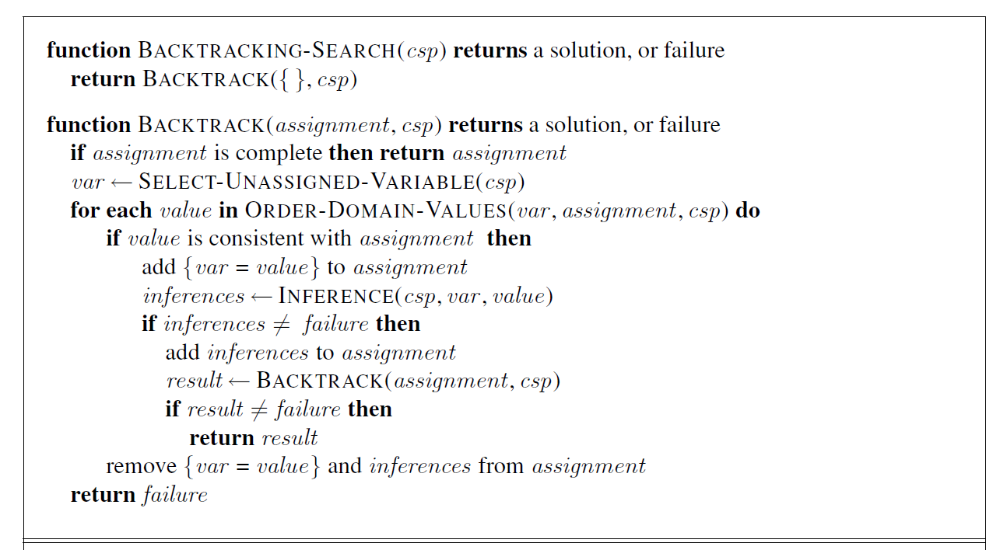 function BACKTRACKING-SEARCH(csp) returns a solution, or failure
return BACKTRACK({ }, csp)
function BACKTRACK(assignment, csp) returns a solution, or failure
if assignment is complete then return assignment
var ← SELECT-UNASSIGNED-VARIABLE(csp)
for each value in ORDER-DOMAIN-VALUES(var, assignment, csp) do
if value is consistent with assignment then
add {var = value} to assignment
inferences ← INFERENCE(csp, var, value)
if inferences ≠ failure then
add inferences to assignment
result ← BACKTRACK(assignment, csp)
if result ≠ failure then
return result
remove {var = value} and inferences from assignment
return failure